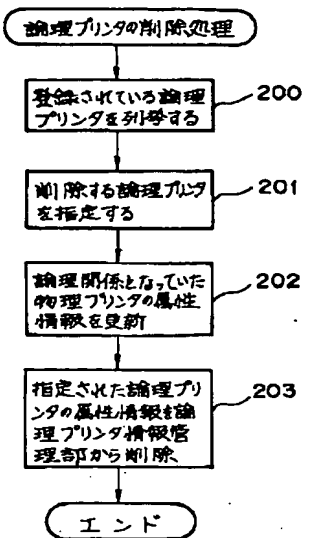 論理プリンタの削除処理
登録されている論理
プリンタを列挙する
200
削除する論理プリンタ
を指定する
201
論理関係となっていた
物理プリンタの属性
情報を更新
202
指定された論理プリ
ンタの属性情報を論
理プリンタ情報管
理部から削除
203
エンド